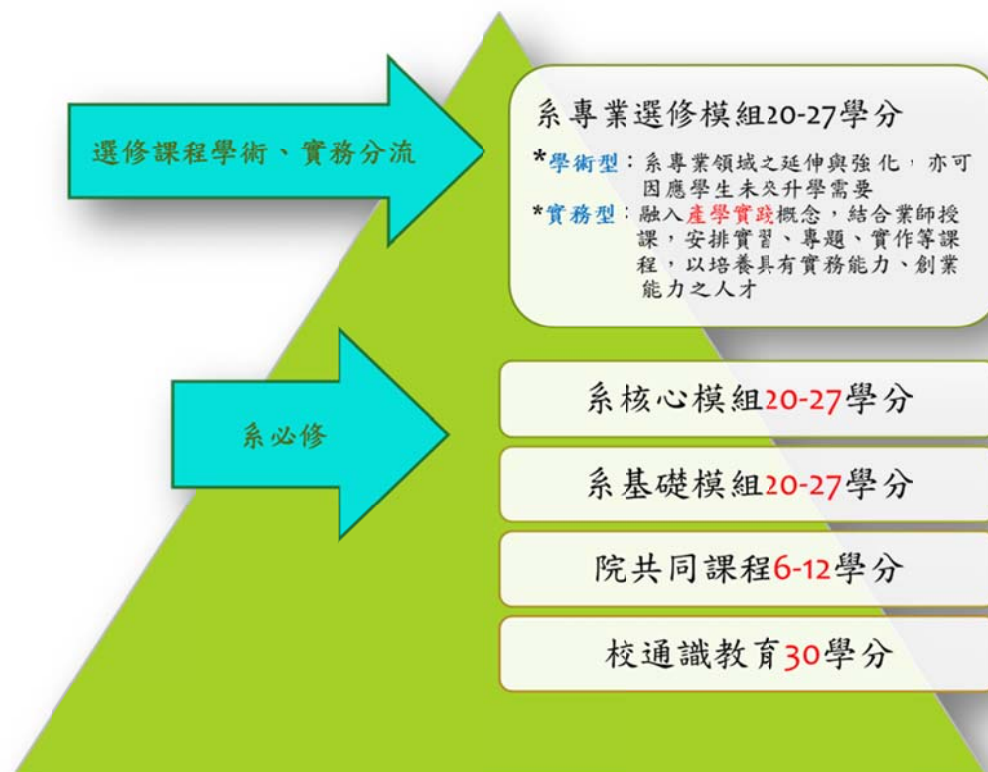 選修課程學術、實務分流
系專業選修模組20-27學分
*學術型：系專業領域之延伸與強化，亦可
因應學生未來升學需要
*實務型：融入產學實踐概念，結合業師授
課，安排實習、專題、實作等課
程，以培養具有實務能力、創業
能力之人才
系必修
系核心模組20-27學分
系基礎模組20-27學分
院共同課程6-12學分
校通識教育30學分